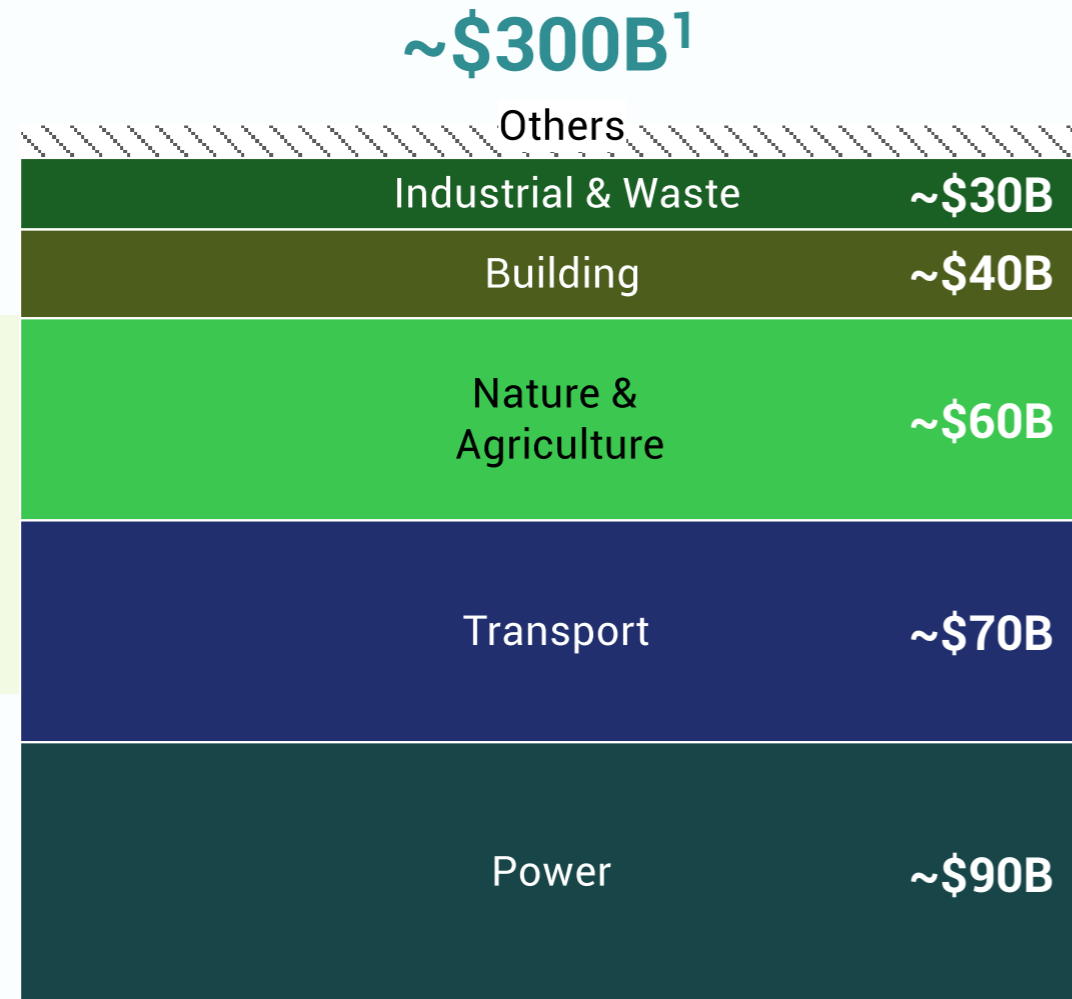 ~$300B¹
Others
Industrial & Waste ~$30B
Building ~$40B
Nature &
Agriculture ~$60B
Transport ~$70B
Power ~$90B